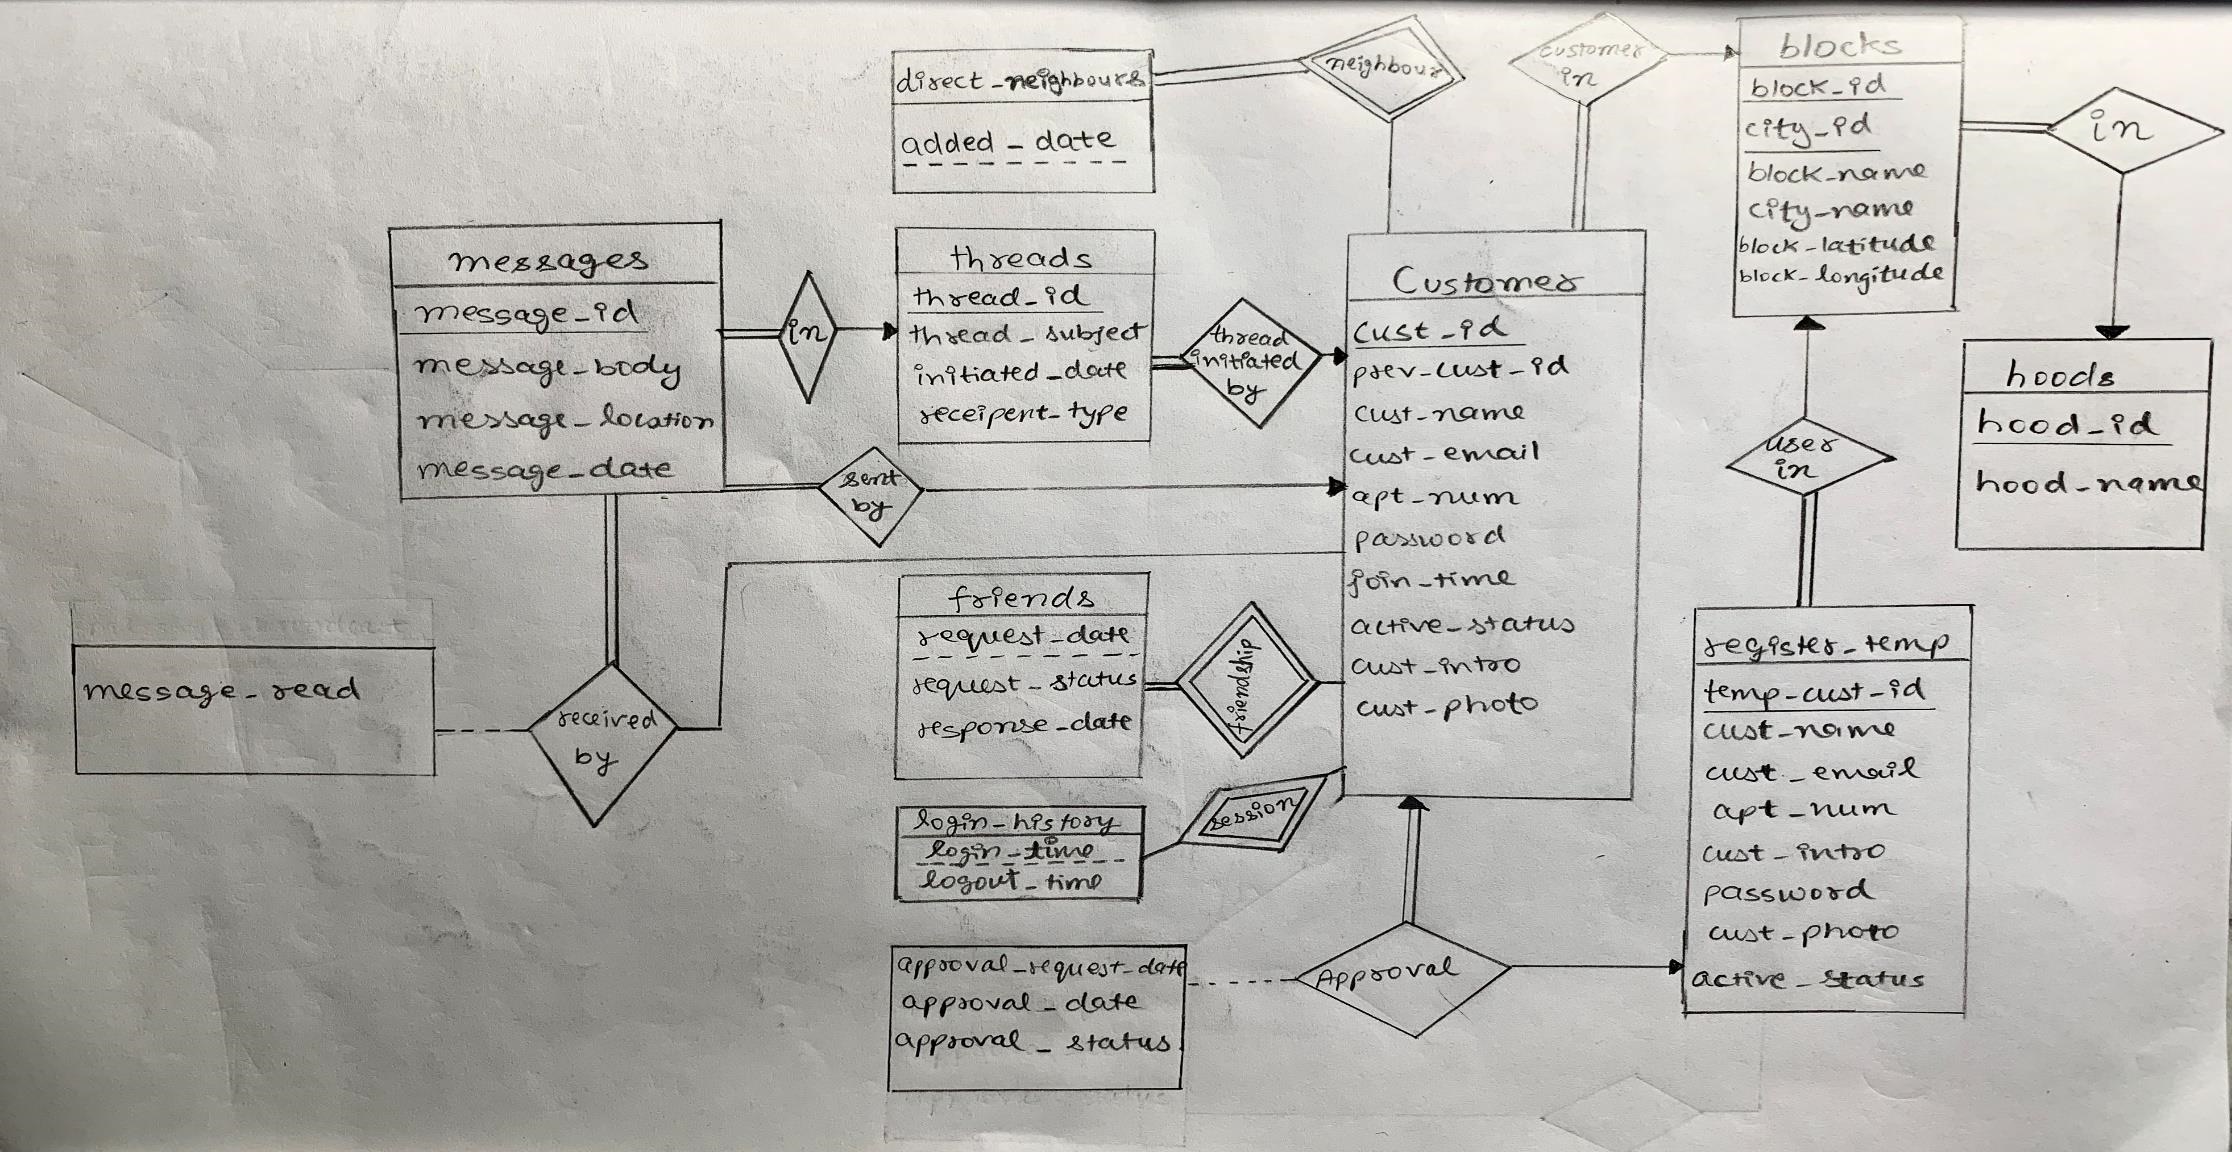 direct_neighbours
added_date
neighbour
customer
in
blocks
block_id
city_id
block_name
city_name
block_latitude
block_longitude
in
messages
message_id
message_body
message_location
message_date
in
threads
thread_id
thread_subject
initiated_date
receipent_type
thread
initiated
by
Customer
cust_id
prev_cust_id
cust_name
cust_email
apt_num
password
join_time
active_status
cust_intro
cust_photo
hoods
hood_id
hood_name
user
in
sent
by
friends
request_date
request_status
response_date
friendship
message_read
received
by
login_history
login_time
logout_time
session
register_temp
temp_cust_id
cust_name
cust_email
apt_num
cust_intro
password
cust_photo
active_status
approval_request_date
approval_date
approval_status
Approval